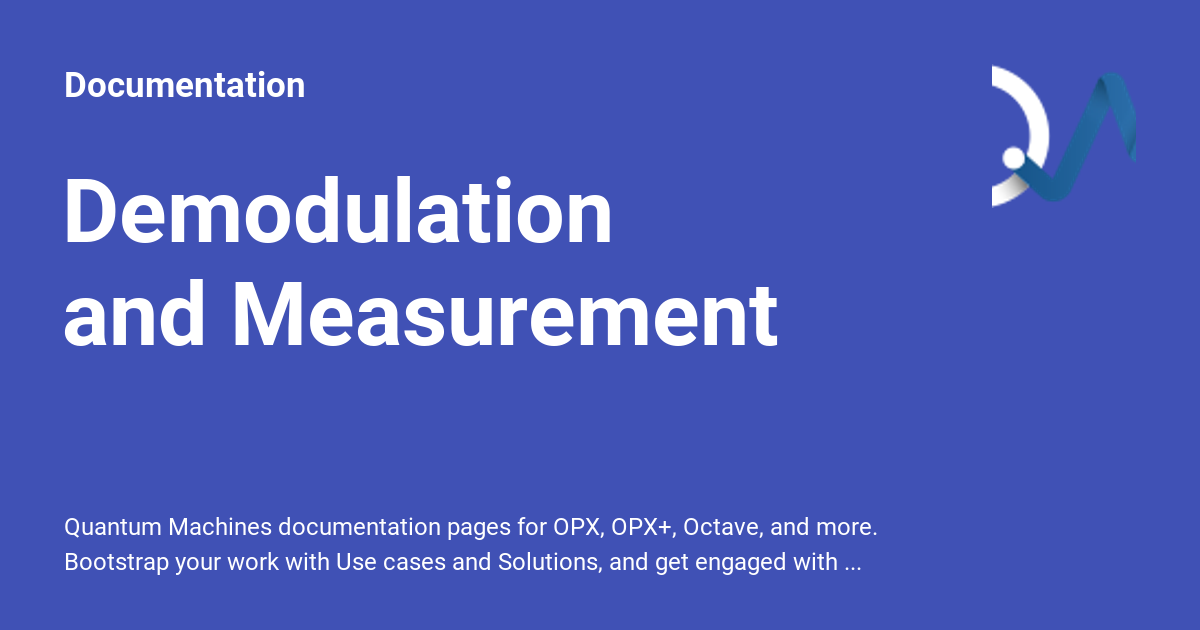 Documentation
Demodulation
and Measurement
Quantum Machines documentation pages for OPX, OPX+, Octave, and more.
Bootstrap your work with Use cases and Solutions, and get engaged with ...